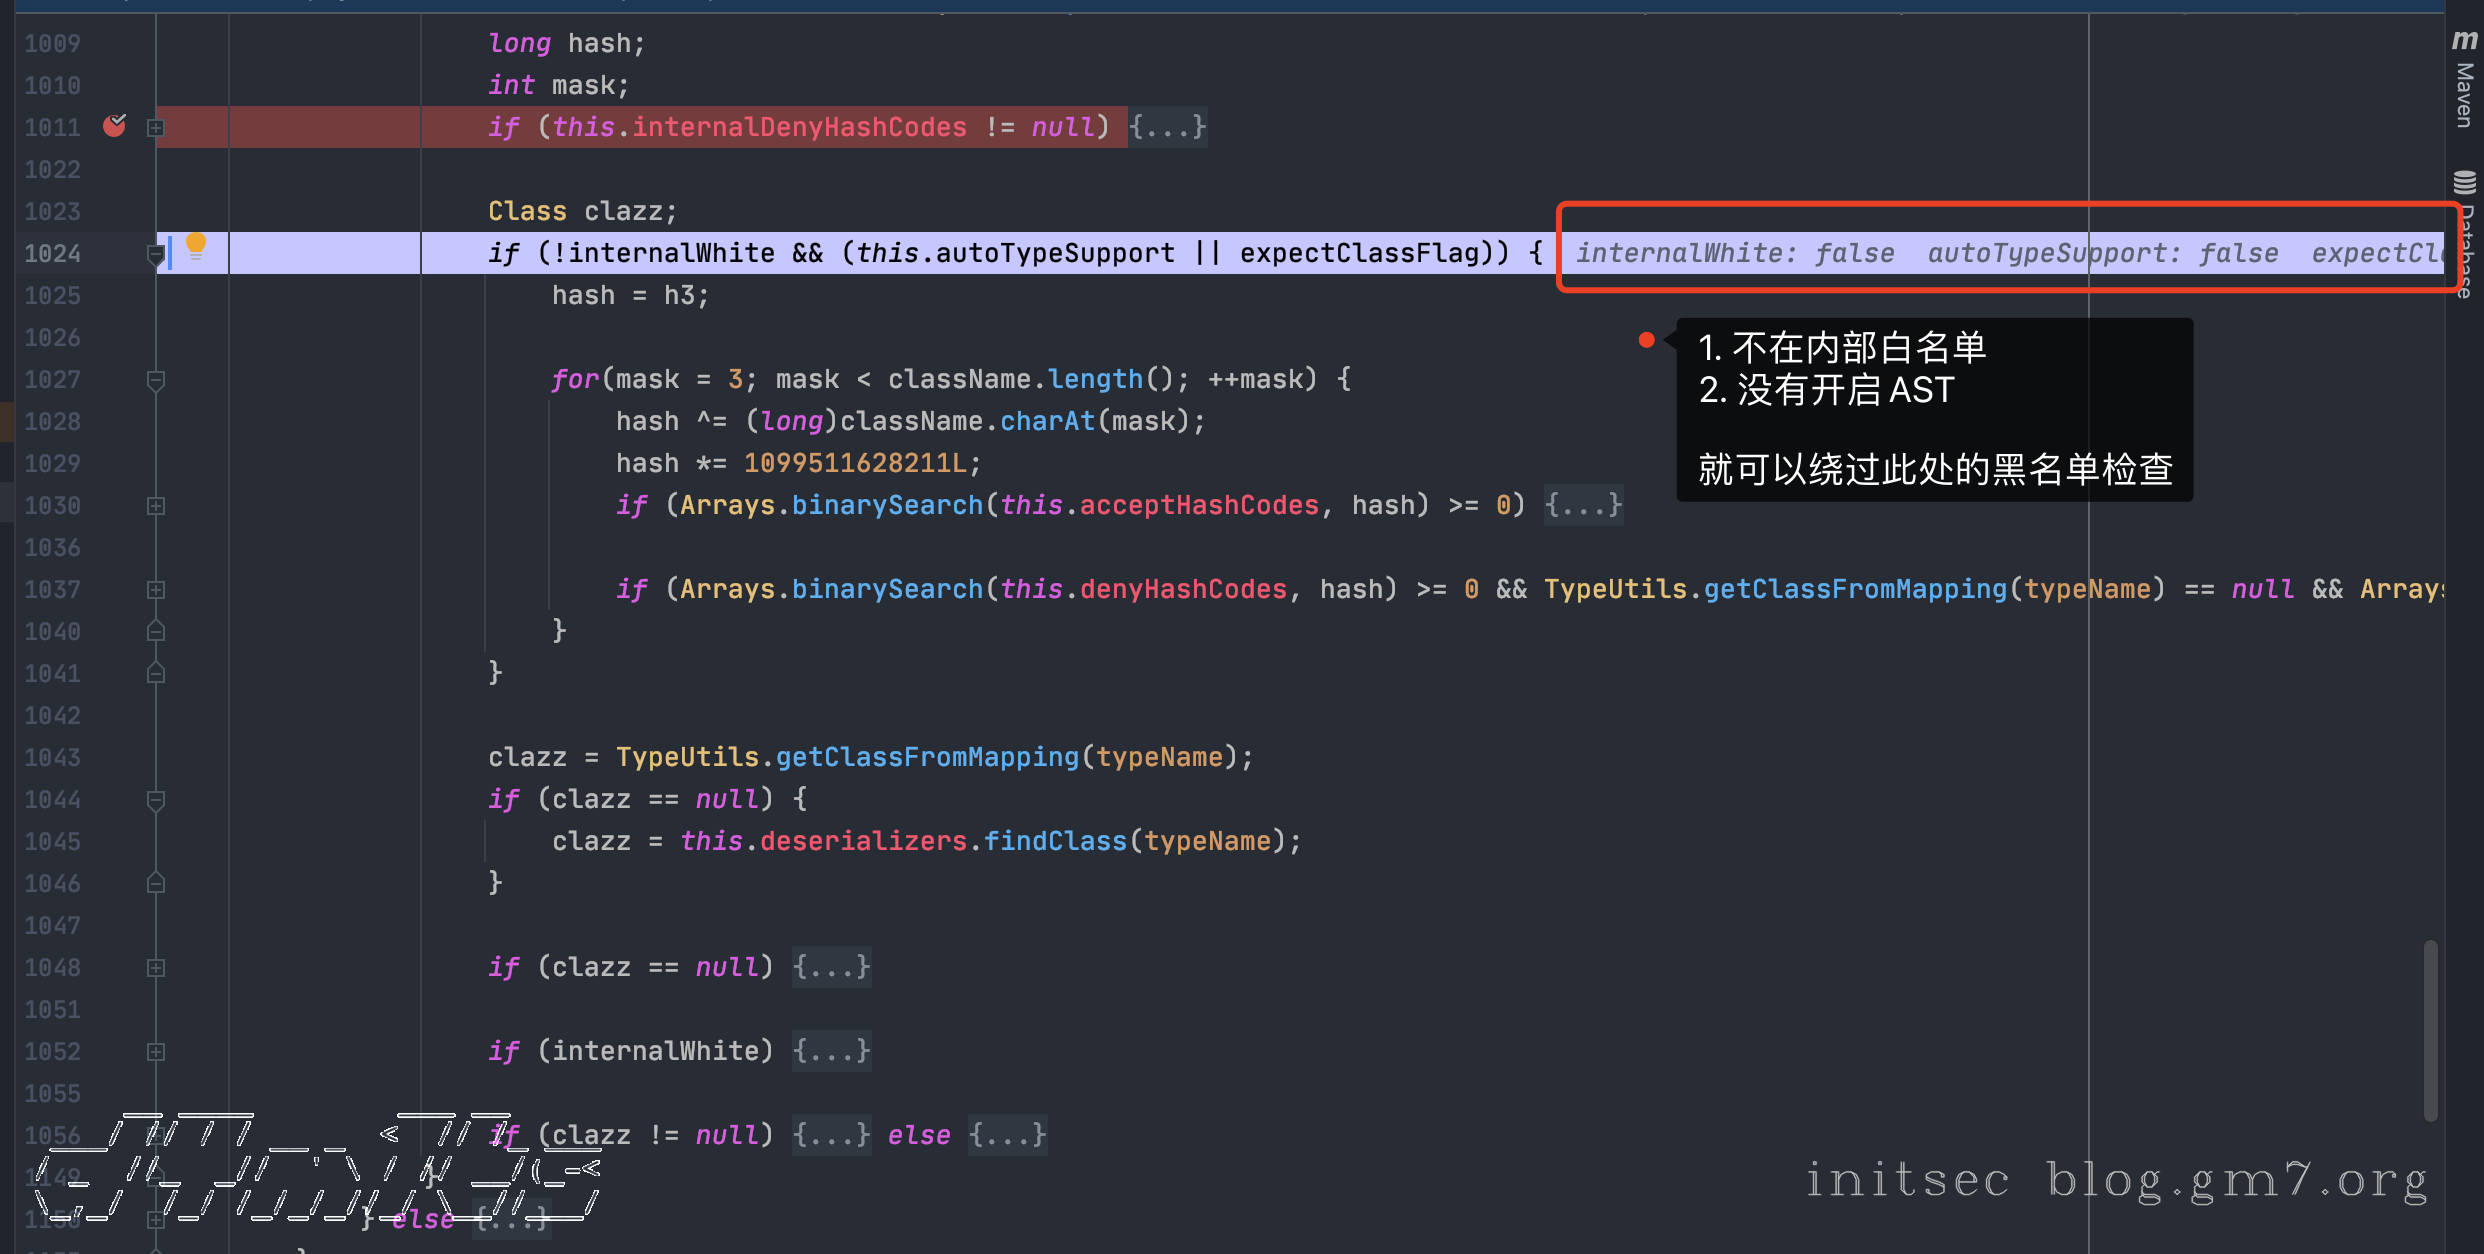 1009 long hash;
1010 int mask;
1011 if (this.internalDenyHashCodes != null) {...}
1022
1023 Class clazz;
1024 if (!internalWhite && (this.autoTypeSupport || expectClassFlag)) { internalWhite: false autoTypeSupport: false
1025 hash = h3;
1026
1027 for(mask = 3; mask < className.length(); ++mask) {
1028 hash ^= (long)className.charAt(mask);
1029 hash *= 1099511628211L;
1030 if (Arrays.binarySearch(this.acceptHashCodes, hash) >= 0) {...}
1036
1037 if (Arrays.binarySearch(this.denyHashCodes, hash) >= 0 && TypeUtils.getClassFromMapping(typeName) == null && Arrays
1040 }
1041 }
1042
1043 clazz = TypeUtils.getClassFromMapping(typeName);
1044 if (clazz == null) {
1045 clazz = this.deserializers.findClass(typeName);
1046 }
1047
1048 if (clazz == null) {...}
1051
1052 if (internalWhite) {...}
1055
1056 if (clazz != null) {...} else {...}
1149 }
1150 } else {...}
}
1. 不在内部白名单
2. 没有开启 AST
就可以绕过此处的黑名单检查
m Maven
Database
initsec blog.gm7.org